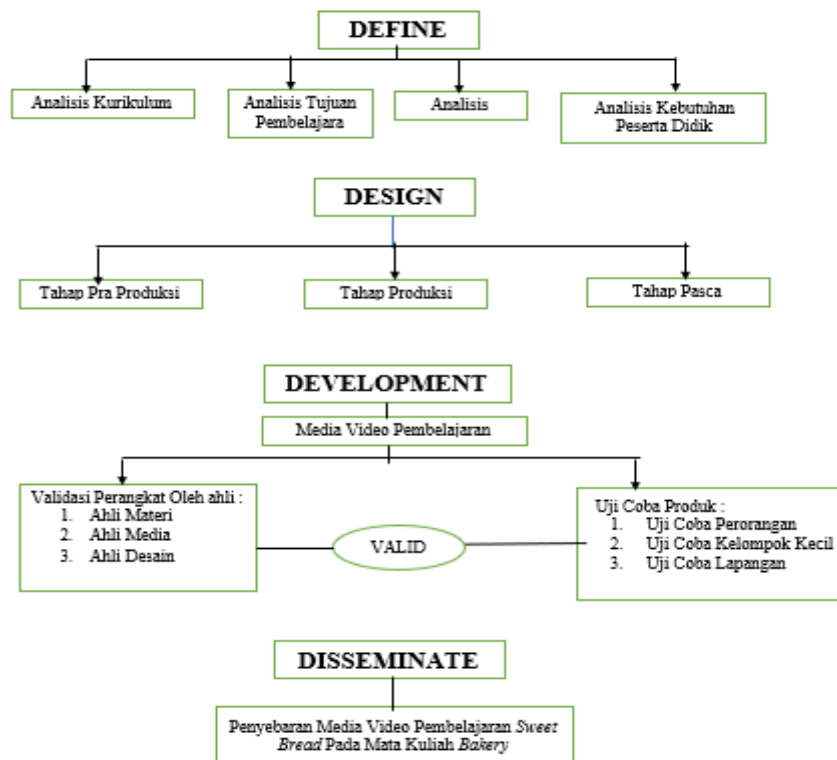 DEFINE
Analisis Kurikulum
Analisis Tujuan
Pembelajara
Analisis
Analisis Kebutuhan
Peserta Didik
DESIGN
Tahap Pra Produksi
Tahap Produksi
Tahap Pasca
DEVELOPMENT
Media Video Pembelajaran
Validasi Perangkat Oleh ahli :
1. Ahli Materi
2. Ahli Media
3. Ahli Desain
VALID
Uji Coba Produk :
1. Uji Coba Perorangan
2. Uji Coba Kelompok Kecil
3. Uji Coba Lapangan
DISSEMINATE
Penyebaran Media Video Pembelajaran Sweet
Bread Pada Mata Kuliah Bakery